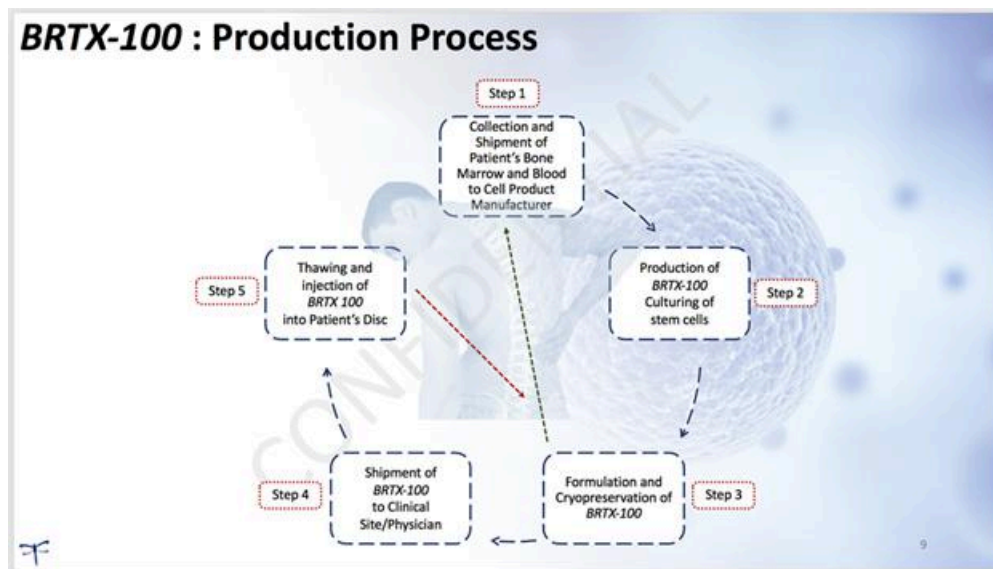 BRTX-100 : Production Process
Step 1
Collection and
Shipment of
Patient's Bone
Marrow and Blood
to Cell Product
Manufacturer
Production of
BRTX-100
Culturing of
stem cells
Step 2
Formulation and
Cryopreservation of
BRTX-100
Step 3
Shipment of
BRTX-100
to Clinical
Site/Physician
Step 4
Thawing and
injection of
BRTX 100
into Patient's Disc
Step 5
CONFIDENTIAL
9